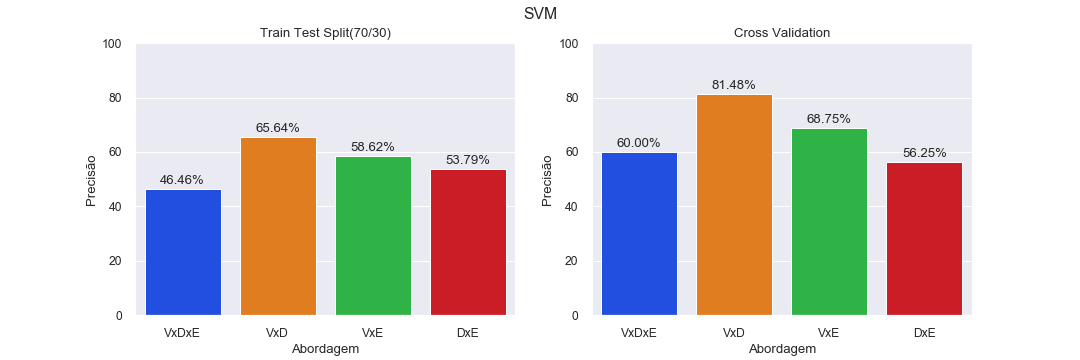 SVM
Train Test Split(70/30)
100
80
60
40
20
0
Precisão
46.46%
65.64%
58.62%
53.79%
VxDxE
VxD
VxE
DxE
Abordagem
Cross Validation
100
80
60
40
20
0
Precisão
60.00%
81.48%
68.75%
56.25%
VxDxE
VxD
VxE
DxE
Abordagem